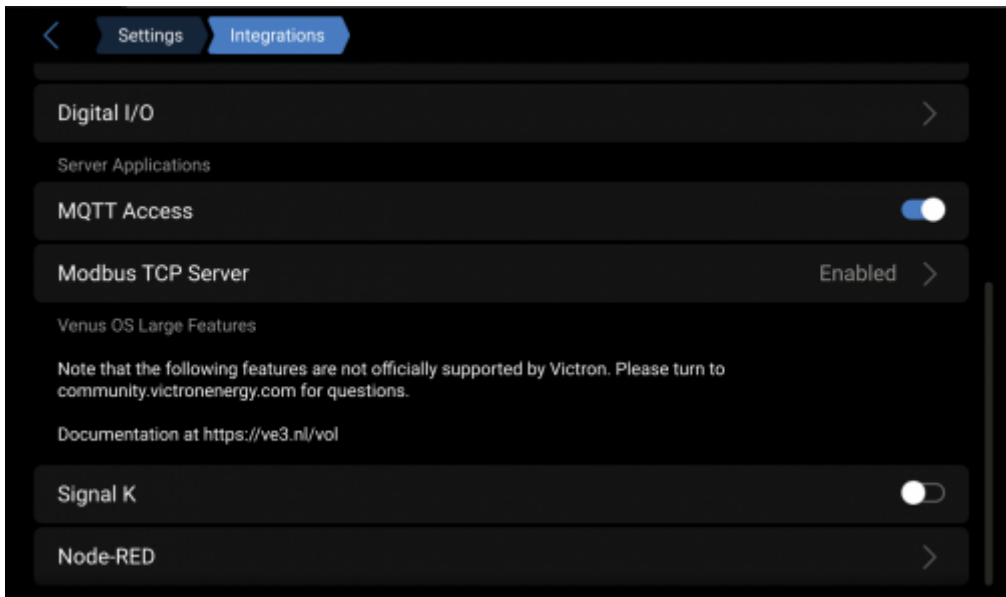 Settings
Integrations
Digital I/O
Server Applications
MQTT Access
Modbus TCP Server
Enabled
Venus OS Large Features
Note that the following features are not officially supported by Victron. Please turn to
community.victronenergy.com for questions.
Documentation at https://ve3.nl/vol
Signal K
Node-RED